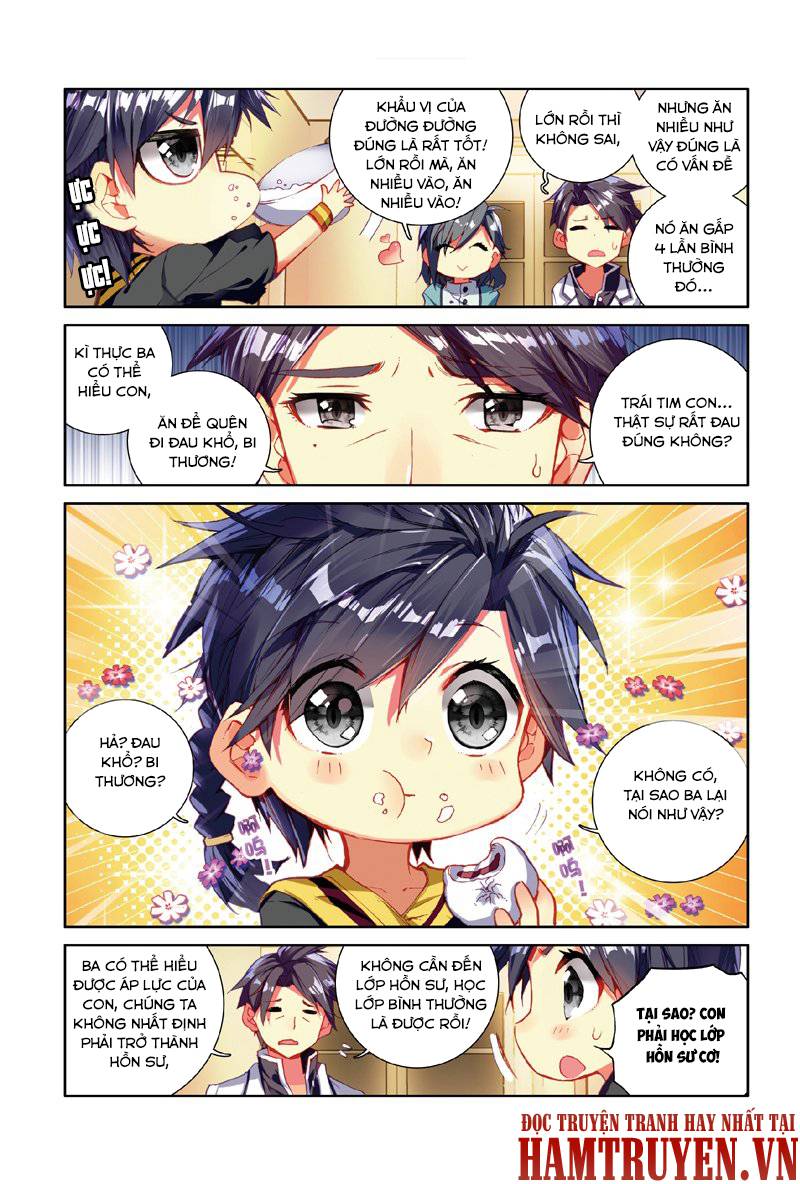 KHẨU VỊ CỦA
ĐƯỜNG ĐƯỜNG
ĐÚNG LÀ RẤT TỐT!
LỚN RỒI MÀ, ĂN
NHIỀU VÀO, ĂN
NHIỀU VÀO!
LỚN RỒI THÌ
KHÔNG SAI,
NHƯNG ĂN
NHIỀU NHƯ
VẬY ĐÚNG LÀ
CÓ VẤN ĐỀ
NÓ ĂN GẤP
4 LẦN BÌNH
THƯỜNG
ĐÓ...
ỰC
ỰC
ỰC!
KÌ THỰC BA
CÓ THỂ
HIỂU CON,
ĂN ĐỂ QUÊN
ĐI ĐAU KHỔ, BI
THƯƠNG!
TRÁI TIM CON...
THẬT SỰ RẤT ĐAU
ĐÚNG KHÔNG?
HẢ? ĐAU
KHỔ? BI
THƯƠNG?
KHÔNG CÓ,
TẠI SAO BA LẠI
NÓI NHƯ VẬY?
啊呜!
啊呜!
BA CÓ THỂ HIỂU
ĐƯỢC ÁP LỰC CỦA
CON, CHÚNG TA
KHÔNG NHẤT ĐỊNH
PHẢI TRỞ THÀNH
HỒN SƯ,
KHÔNG CẦN ĐẾN
LỚP HỒN SƯ, HỌC
LỚP BÌNH THƯỜNG
LÀ ĐƯỢC RỒI!
TẠI SAO? CON
PHẢI HỌC LỚP
HỒN SƯ CƠ!
ĐỌC TRUYỆN TRANH HAY NHẤT TẠI
HAMTRUYEN.VN